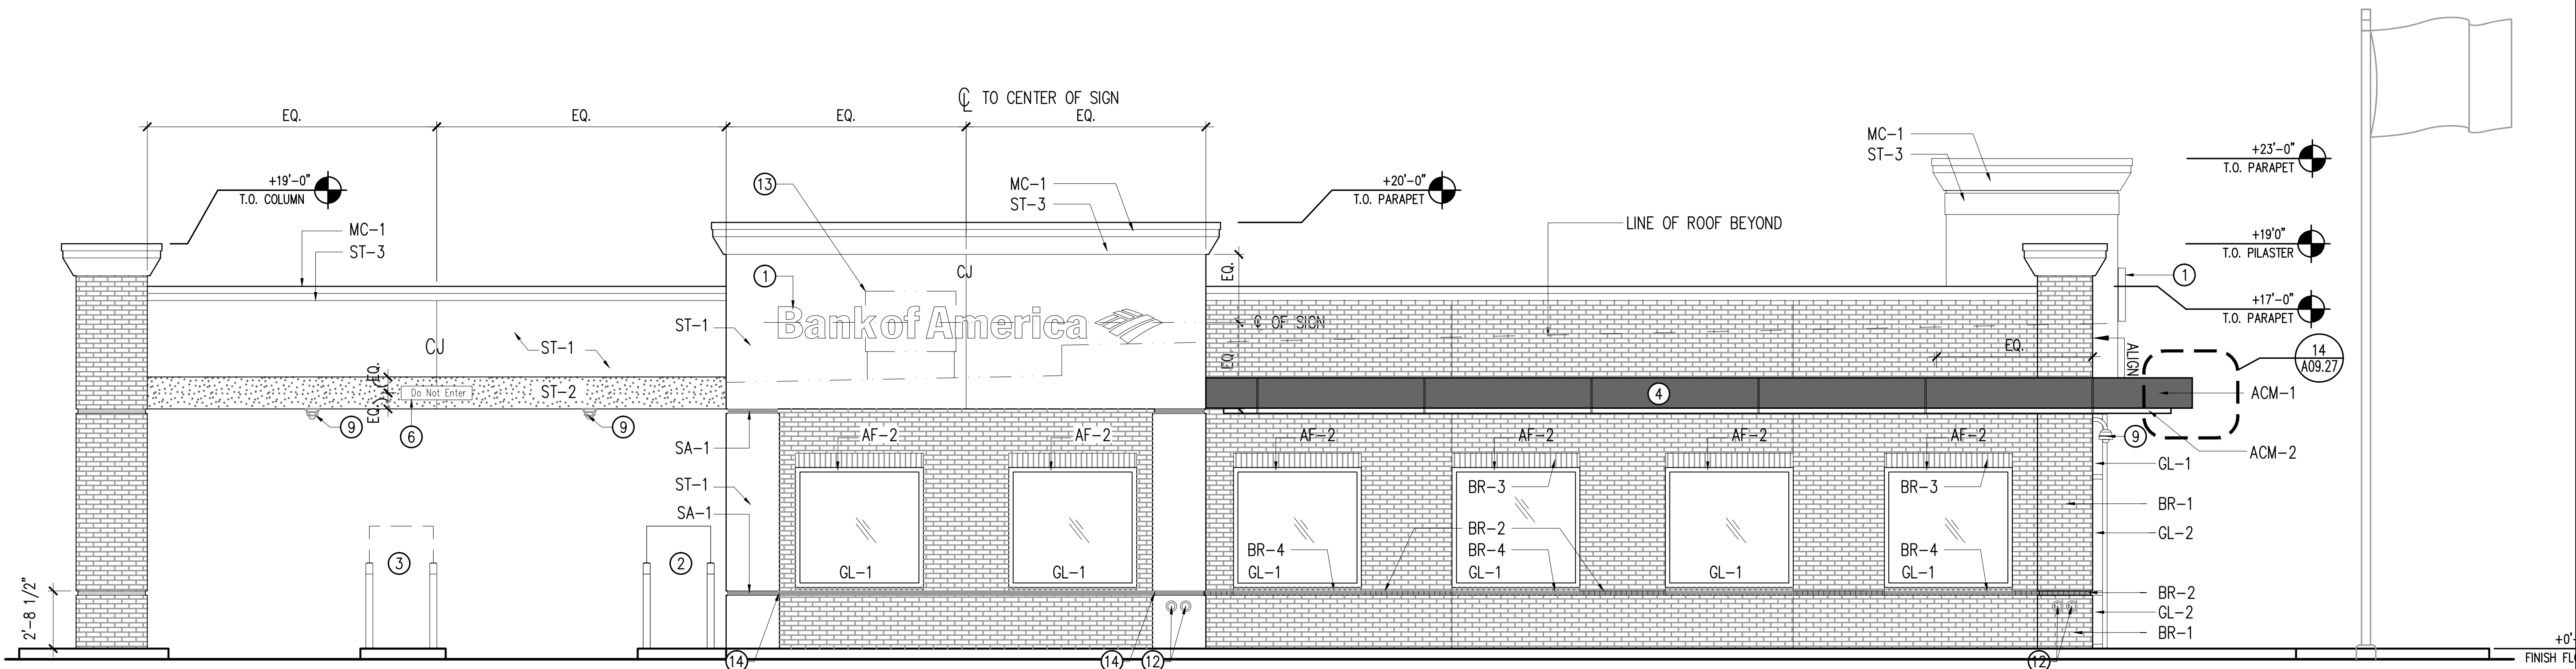 ℄ TO CENTER OF SIGN
EQ.
EQ.
EQ.
EQ.
+19'-0"
T.O. COLUMN
MC-1
ST-3
13
MC-1
ST-3
+20'-0"
T.O. PARAPET
MC-1
ST-3
+23'-0"
T.O. PARAPET
LINE OF ROOF BEYOND
+19'0"
T.O. PILASTER
1
CJ
EQ.
1
+17'-0"
T.O. PARAPET
Bank of America
℄ OF SIGN
ST-1
CJ
ST-1
EQ.
EQ.
ALIGN
14
A09.27
EQ.
Do Not Enter
ST-2
EQ.
4
ACM-1
9
6
9
SA-1
AF-2
AF-2
AF-2
AF-2
AF-2
AF-2
9
ACM-2
GL-1
ST-1
BR-3
BR-3
SA-1
BR-1
BR-2
GL-2
BR-4
BR-4
BR-4
3
2
GL-1
GL-1
GL-1
GL-1
GL-1
GL-1
2'-8 1/2"
BR-2
GL-2
BR-1
14
14
12
12
+0'-
FINISH FL